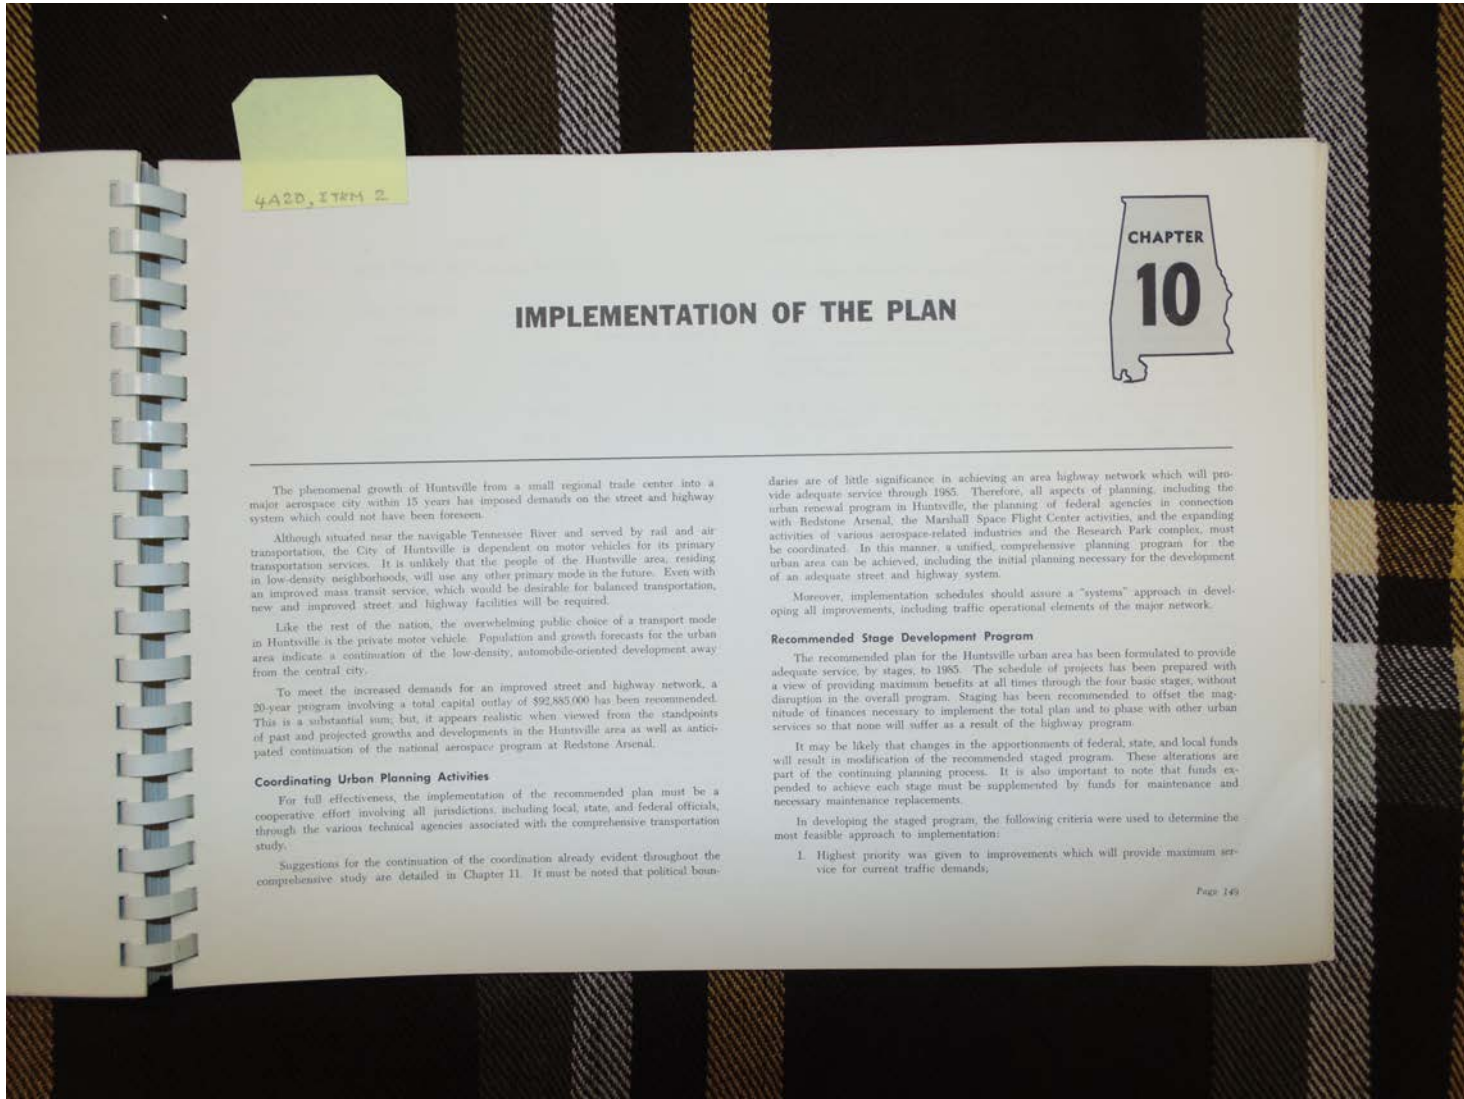 4A2D, ITEM 2
CHAPTER
10
IMPLEMENTATION OF THE PLAN
The phenomenal growth of Huntsville from a small regional trade center into a
major aerospace city within 15 years has imposed demands on the street and highway
system which could not have been foreseen.
Although situated near the navigable Tennessee River and served by rail and air
transportation, the City of Huntsville is dependent on motor vehicles for its primary
transportation services. It is unlikely that the people of the Huntsville area, residing
in low-density neighborhoods, will use any other primary mode in the future. Even with
an improved mass transit service, which would be desirable for balanced transportation,
new and improved street and highway facilities will be required.
Like the rest of the nation, the overwhelming public choice of a transport mode
in Huntsville is the private motor vehicle. Population and growth forecasts for the urban
area indicate a continuation of the low-density, automobile-oriented development away
from the central city.
To meet the increased demands for an improved street and highway network, a
20-year program involving a total capital outlay of $92,885,000 has been recommended.
This is a substantial sum; but, it appears realistic when viewed from the standpoints
of past and projected growths and developments in the Huntsville area as well as antici-
pated continuation of the national aerospace program at Redstone Arsenal.
Coordinating Urban Planning Activities
For full effectiveness, the implementation of the recommended plan must be a
cooperative effort involving all jurisdictions, including local, state, and federal officials,
through the various technical agencies associated with the comprehensive transportation
study.
Suggestions for the continuation of the coordination already evident throughout the
comprehensive study are detailed in Chapter 11. It must be noted that political boun-
daries are of little significance in achieving an area highway network which will pro-
vide adequate service through 1985. Therefore, all aspects of planning, including the
urban renewal program in Huntsville, the planning of federal agencies in connection
with Redstone Arsenal, the Marshall Space Flight Center activities, and the expanding
activities of various aerospace-related industries and the Research Park complex, must
be coordinated. In this manner, a unified, comprehensive planning program for the
urban area can be achieved, including the initial planning necessary for the development
of an adequate street and highway system.
Moreover, implementation schedules should assure a "systems" approach in devel-
oping all improvements, including traffic operational elements of the major network.
Recommended Stage Development Program
The recommended plan for the Huntsville urban area has been formulated to provide
adequate service, by stages, to 1985. The schedule of projects has been prepared with
a view of providing maximum benefits at all times through the four basic stages, without
disruption in the overall program. Staging has been recommended to offset the mag-
nitude of finances necessary to implement the total plan and to phase with other urban
services so that none will suffer as a result of the highway program.
It may be likely that changes in the apportionments of federal, state, and local funds
will result in modification of the recommended staged program. These alterations are
part of the continuing planning process. It is also important to note that funds ex-
pended to achieve each stage must be supplemented by funds for maintenance and
necessary maintenance replacements.
In developing the staged program, the following criteria were used to determine the
most feasible approach to implementation:
1. Highest priority was given to improvements which will provide maximum ser-
vice for current traffic demands;
Page 149